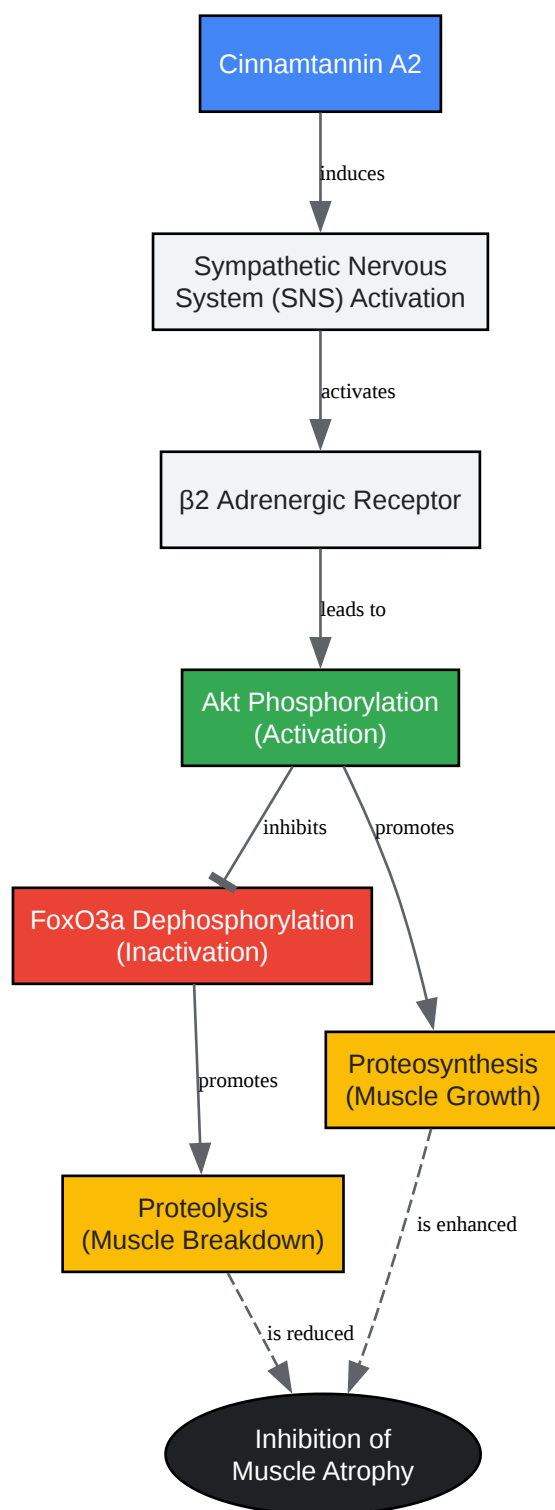 Cinnamtannin A2
induces
Sympathetic Nervous
System (SNS) Activation
activates
β2 Adrenergic Receptor
leads to
Akt Phosphorylation
(Activation)
inhibits
promotes
FoxO3a Dephosphorylation
(Inactivation)
promotes
Proteosynthesis
(Muscle Growth)
Proteolysis
(Muscle Breakdown)
is enhanced
is reduced
Inhibition of
Muscle Atrophy